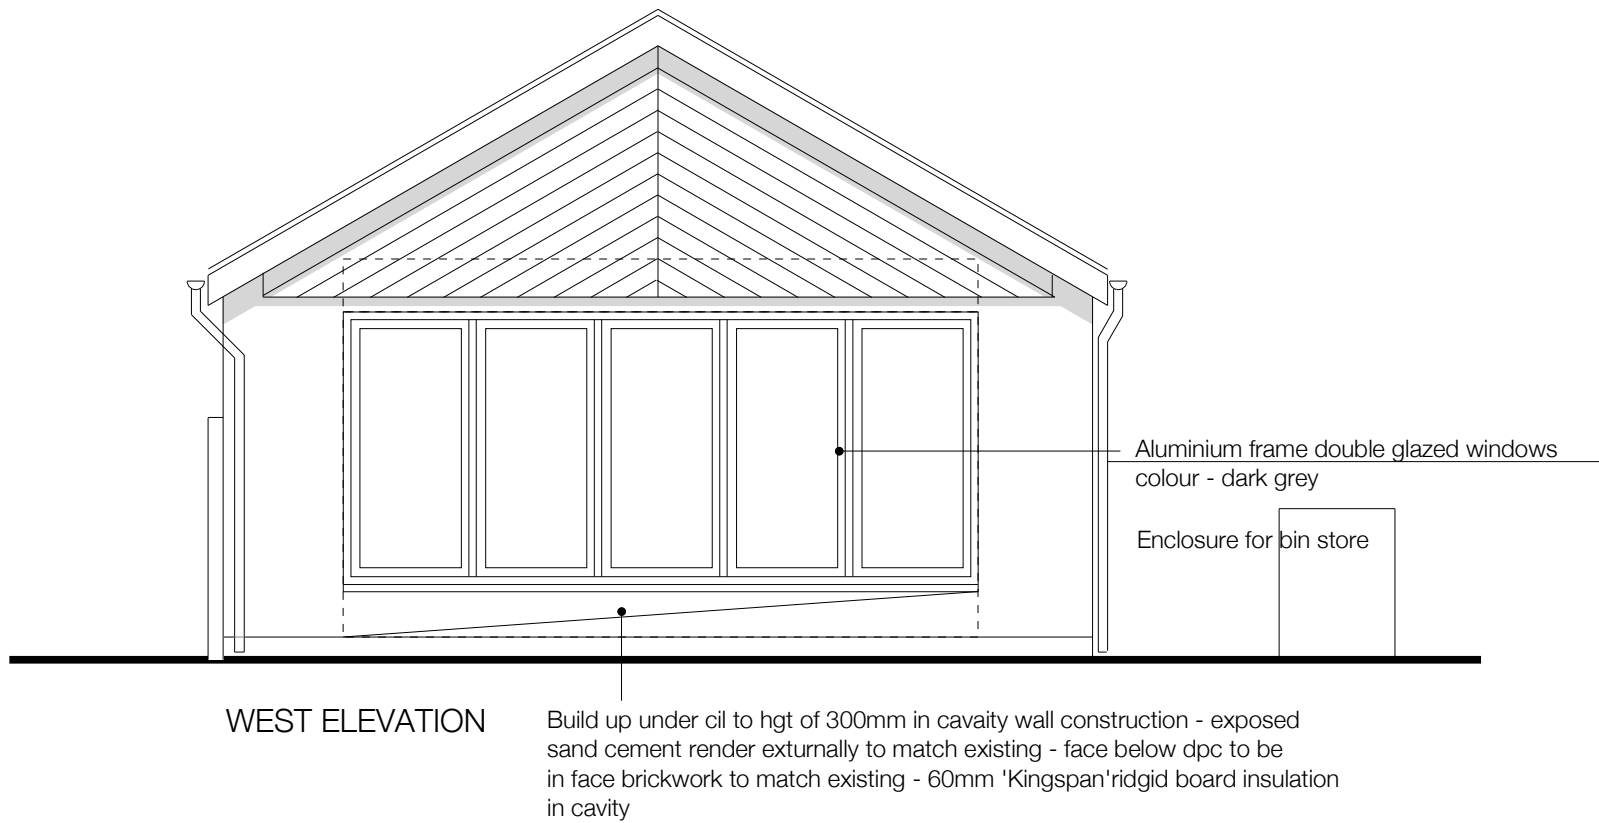 Aluminium frame double glazed windows
colour - dark grey
Enclosure for bin store
WEST ELEVATION
Build up under cil to hgt of 300mm in cavaity wall construction - exposed
sand cement render exturnally to match existing - face below dpc to be
in face brickwork to match existing - 60mm 'Kingspan'ridgid board insulation
in cavity